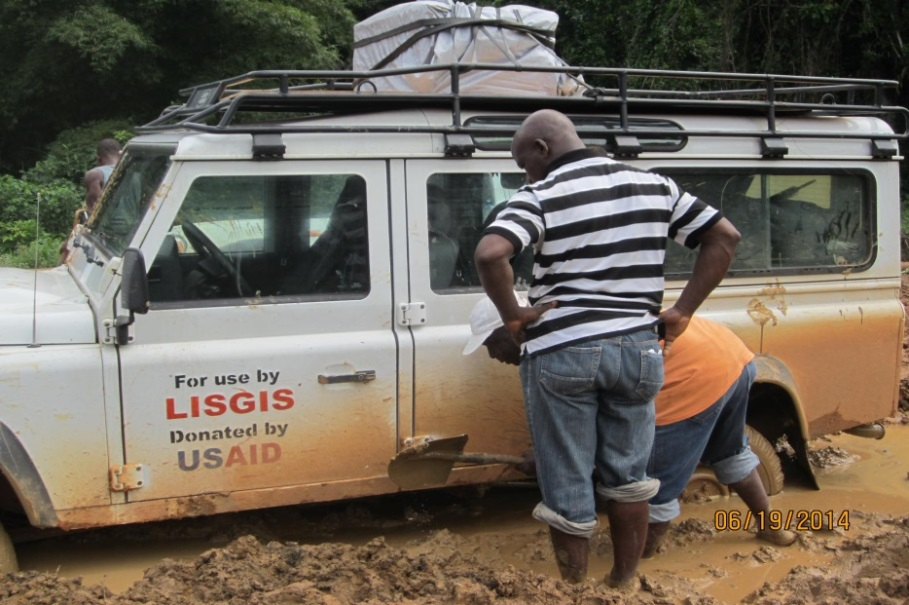 For use by
LISGIS
Donated by
USAID
06/19/2014